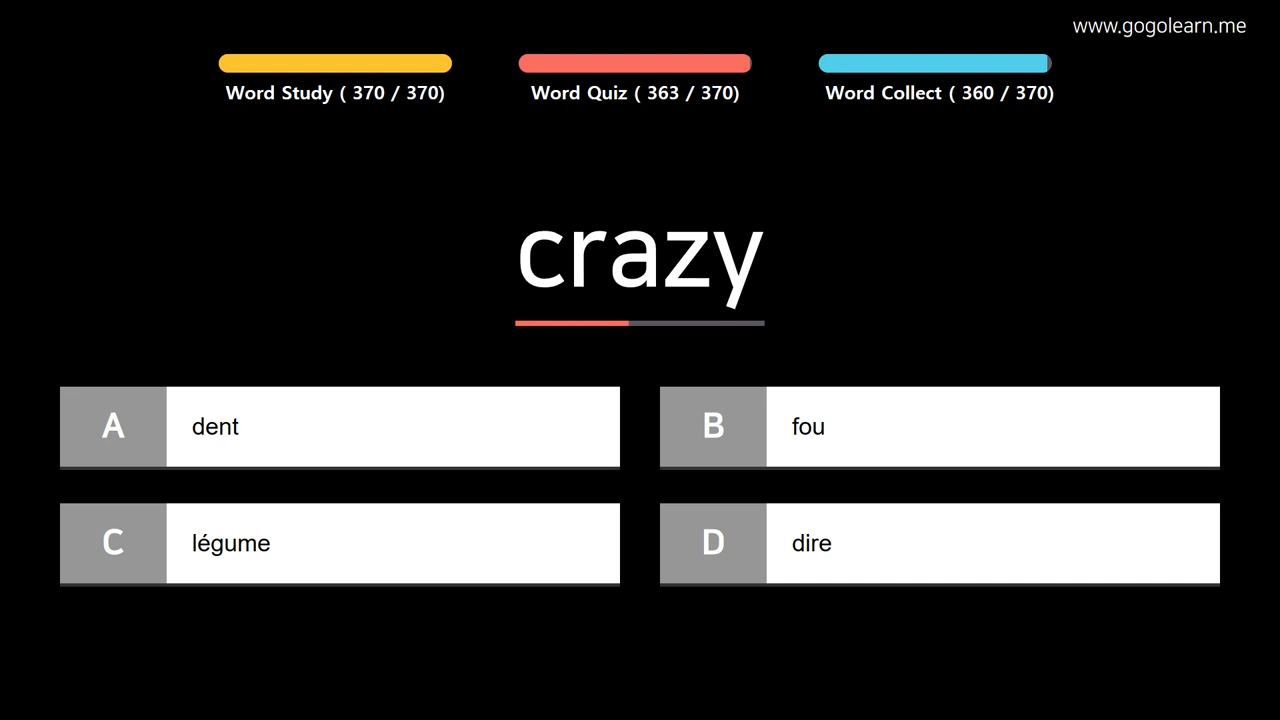 www.gogolearn.me
Word Study ( 370 / 370)
Word Quiz ( 363 / 370)
Word Collect ( 360 / 370)
crazy
A dent
B fou
C légume
D dire